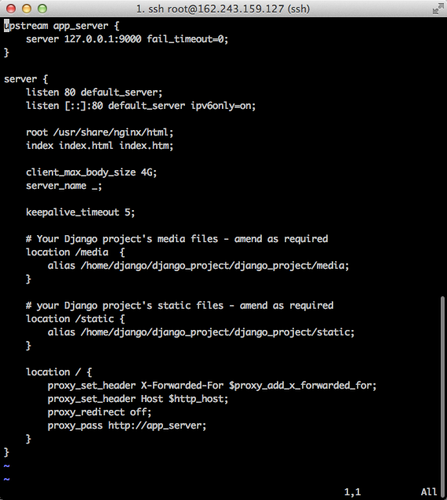 1. ssh root@162.243.159.127 (ssh)
upstream app_server {
    server 127.0.0.1:9000 fail_timeout=0;
}

server {
    listen 80 default_server;
    listen [::]:80 default_server ipv6only=on;

    root /usr/share/nginx/html;
    index index.html index.htm;

    client_max_body_size 4G;
    server_name _;

    keepalive_timeout 5;

    # Your Django project's media files - amend as required
    location /media  {
        alias /home/django/django_project/django_project/media;
    }

    # your Django project's static files - amend as required
    location /static {
        alias /home/django/django_project/django_project/static;
    }

    location / {
        proxy_set_header X-Forwarded-For $proxy_add_x_forwarded_for;
        proxy_set_header Host $http_host;
        proxy_redirect off;
        proxy_pass http://app_server;
    }
}
~
~
1,1 All